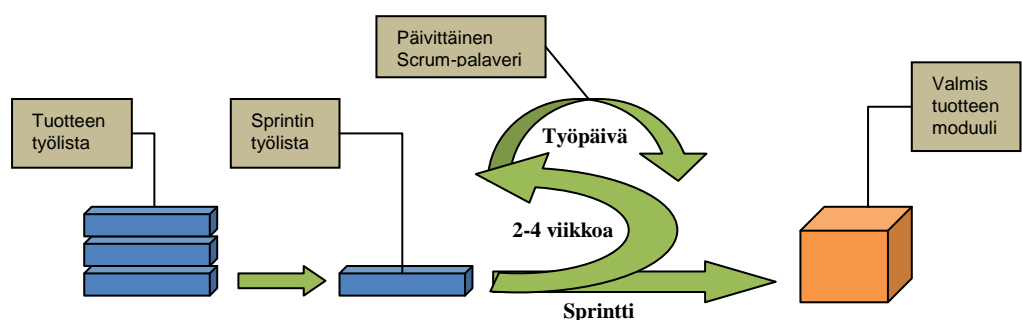 Päivittäinen
Scrum-palaveri
Valmis
tuotteen
moduuli
Tuotteen
työlista
Sprintin
työlista
Työpäivä
2-4 viikkoa
Sprintti